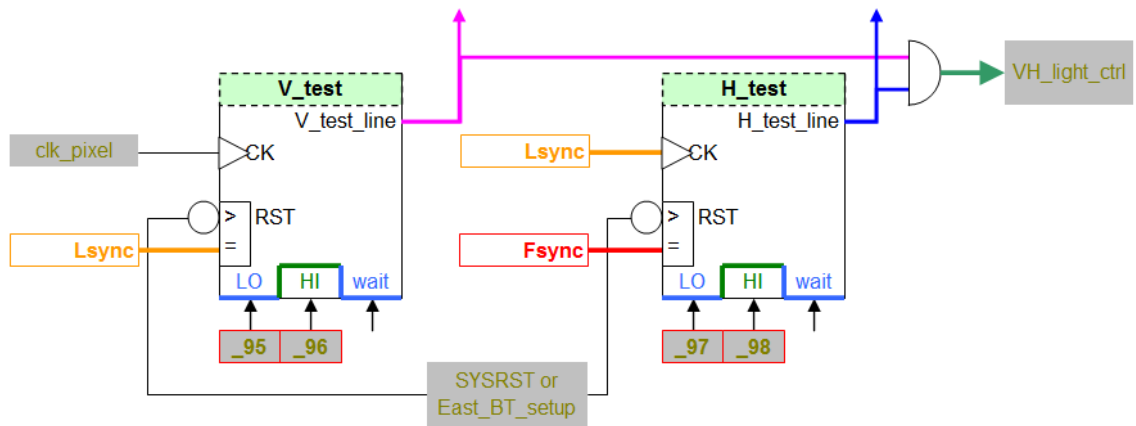 V_test
V_test_line
clk_pixel
CK
> RST
Lsync
=
LO
HI
wait
_95
_96
H_test
H_test_line
Lsync
CK
> RST
Fsync
=
LO
HI
wait
_97
_98
VH_light_ctrl
SYSRST or
East_BT_setup